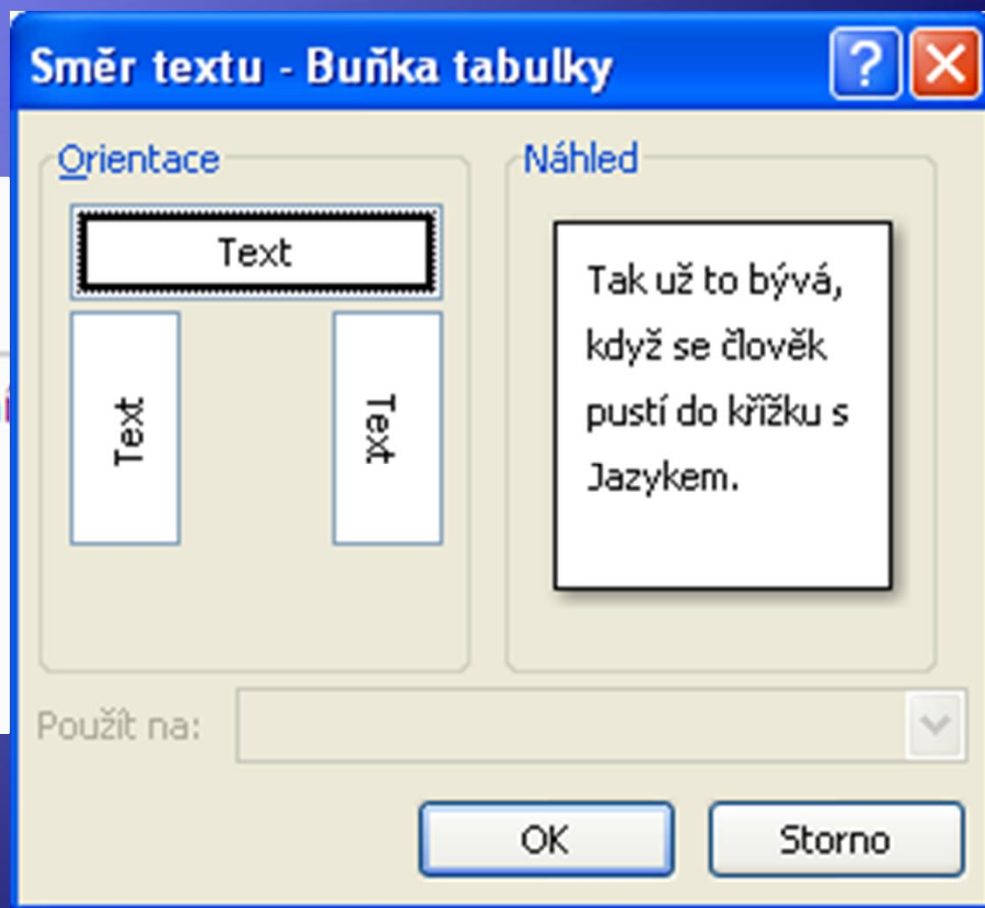 Směr textu - Buňka tabulky
Orientace
Náhled
Text
Text
Text
Tak už to bývá,
když se člověk
pustí do křížku s
Jazykem.
Použít na:
OK
Storno